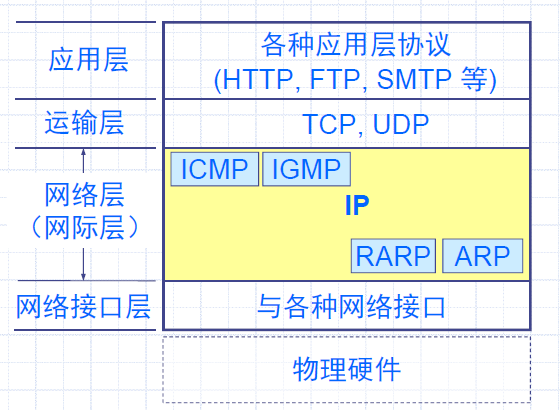 应用层
各种应用层协议
(HTTP, FTP, SMTP 等)
运输层
TCP, UDP
网络层
（网际层）
ICMP
IGMP
IP
RARP
ARP
网络接口层
与各种网络接口
物理硬件